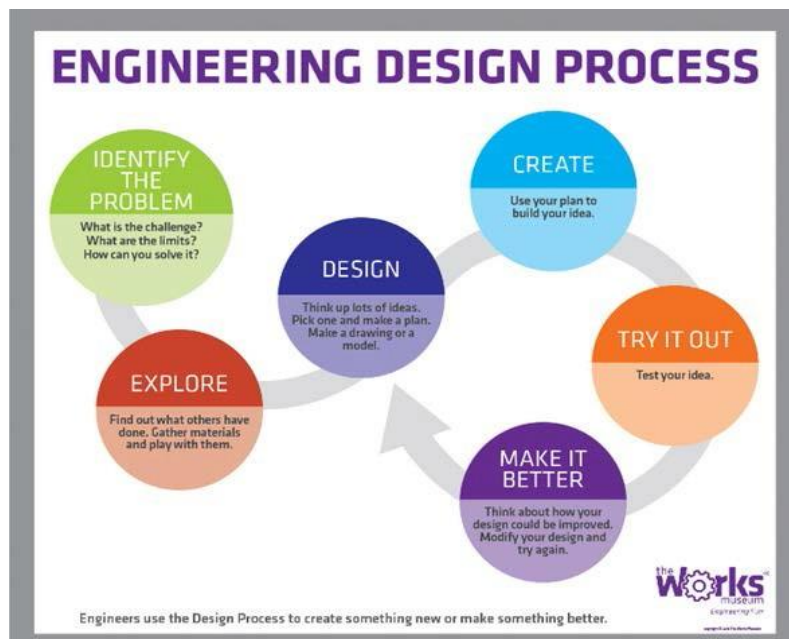 ENGINEERING DESIGN PROCESS
IDENTIFY
THE
PROBLEM
What is the challenge?
What are the limits?
How can you solve it?
EXPLORE
Find out what others have
done. Gather materials
and play with them.
DESIGN
Think up lots of ideas.
Pick one and make a plan.
Make a drawing or a
model.
CREATE
Use your plan to
build your idea.
TRY IT OUT
Test your idea.
MAKE IT
BETTER
Think about how your
design could be improved.
Modify your design and
try again.
Engineers use the Design Process to create something new or make something better.
the
Works
museum